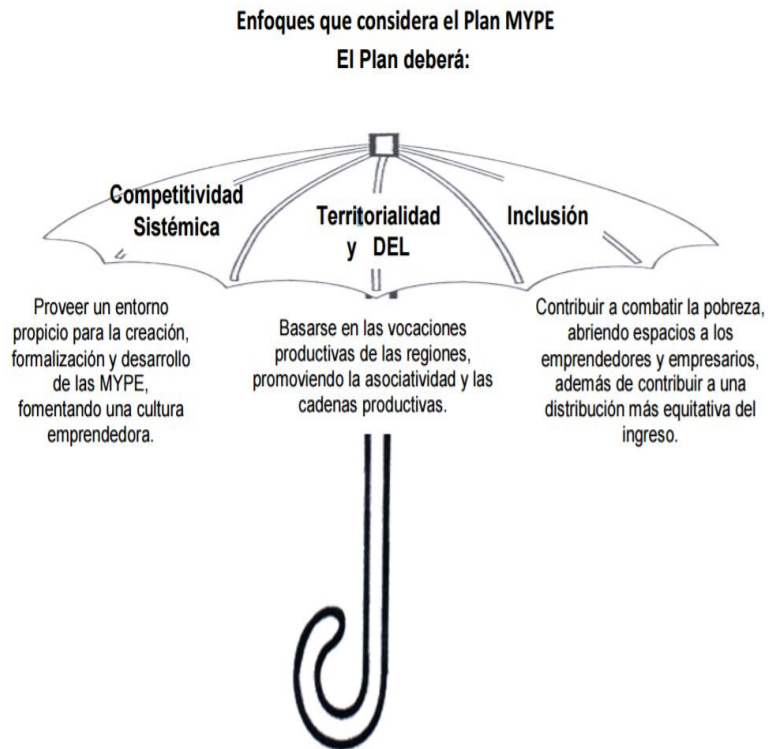 Enfoques que considera el Plan MYPE
El Plan deberá:
Competitividad
Sistémica
Territorialidad
y DEL
Inclusión
Proveer un entorno
propicio para la creación,
formalización y desarrollo
de las MYPE,
fomentando una cultura
emprendedora.
Basarse en las vocaciones
productivas de las regiones,
promoviendo la asociatividad y las
cadenas productivas.
Contribuir a combatir la pobreza,
abriendo espacios a los
emprendedores y empresarios,
además de contribuir a una
distribución más equitativa del
ingreso.